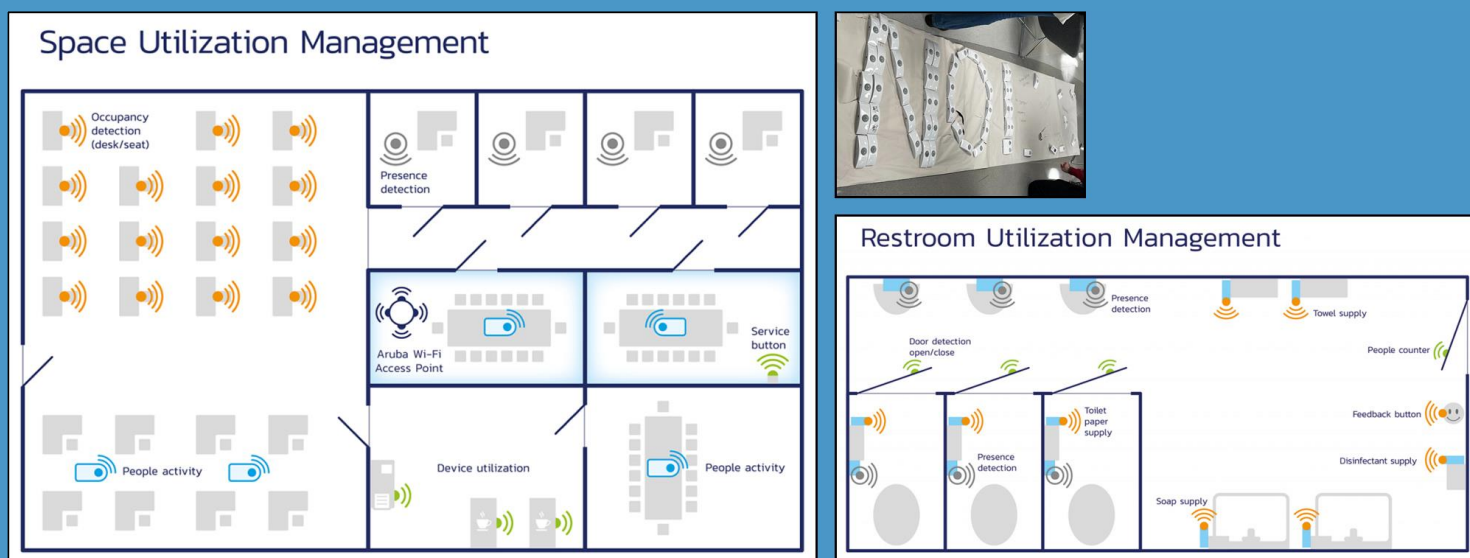 Space Utilization Management
Occupancy
detection
(desk/seat)
Presence
detection
Aruba Wi-Fi
Access Point
Service
button
People activity
Device utilization
People activity
Restroom Utilization Management
Presence
detection
Towel supply
Door detection
open/close
People counter
Toilet
paper
supply
Feedback button
Presence
detection
Disinfectant supply
Soap supply